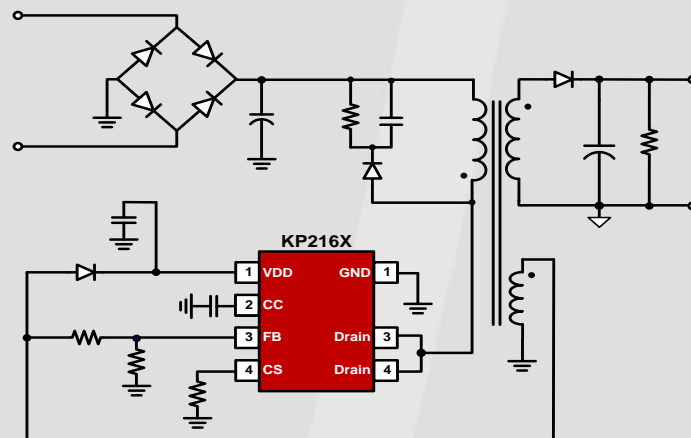 KP216X
1 VDD GND 1
2 CC
3 FB Drain 3
4 CS Drain 4